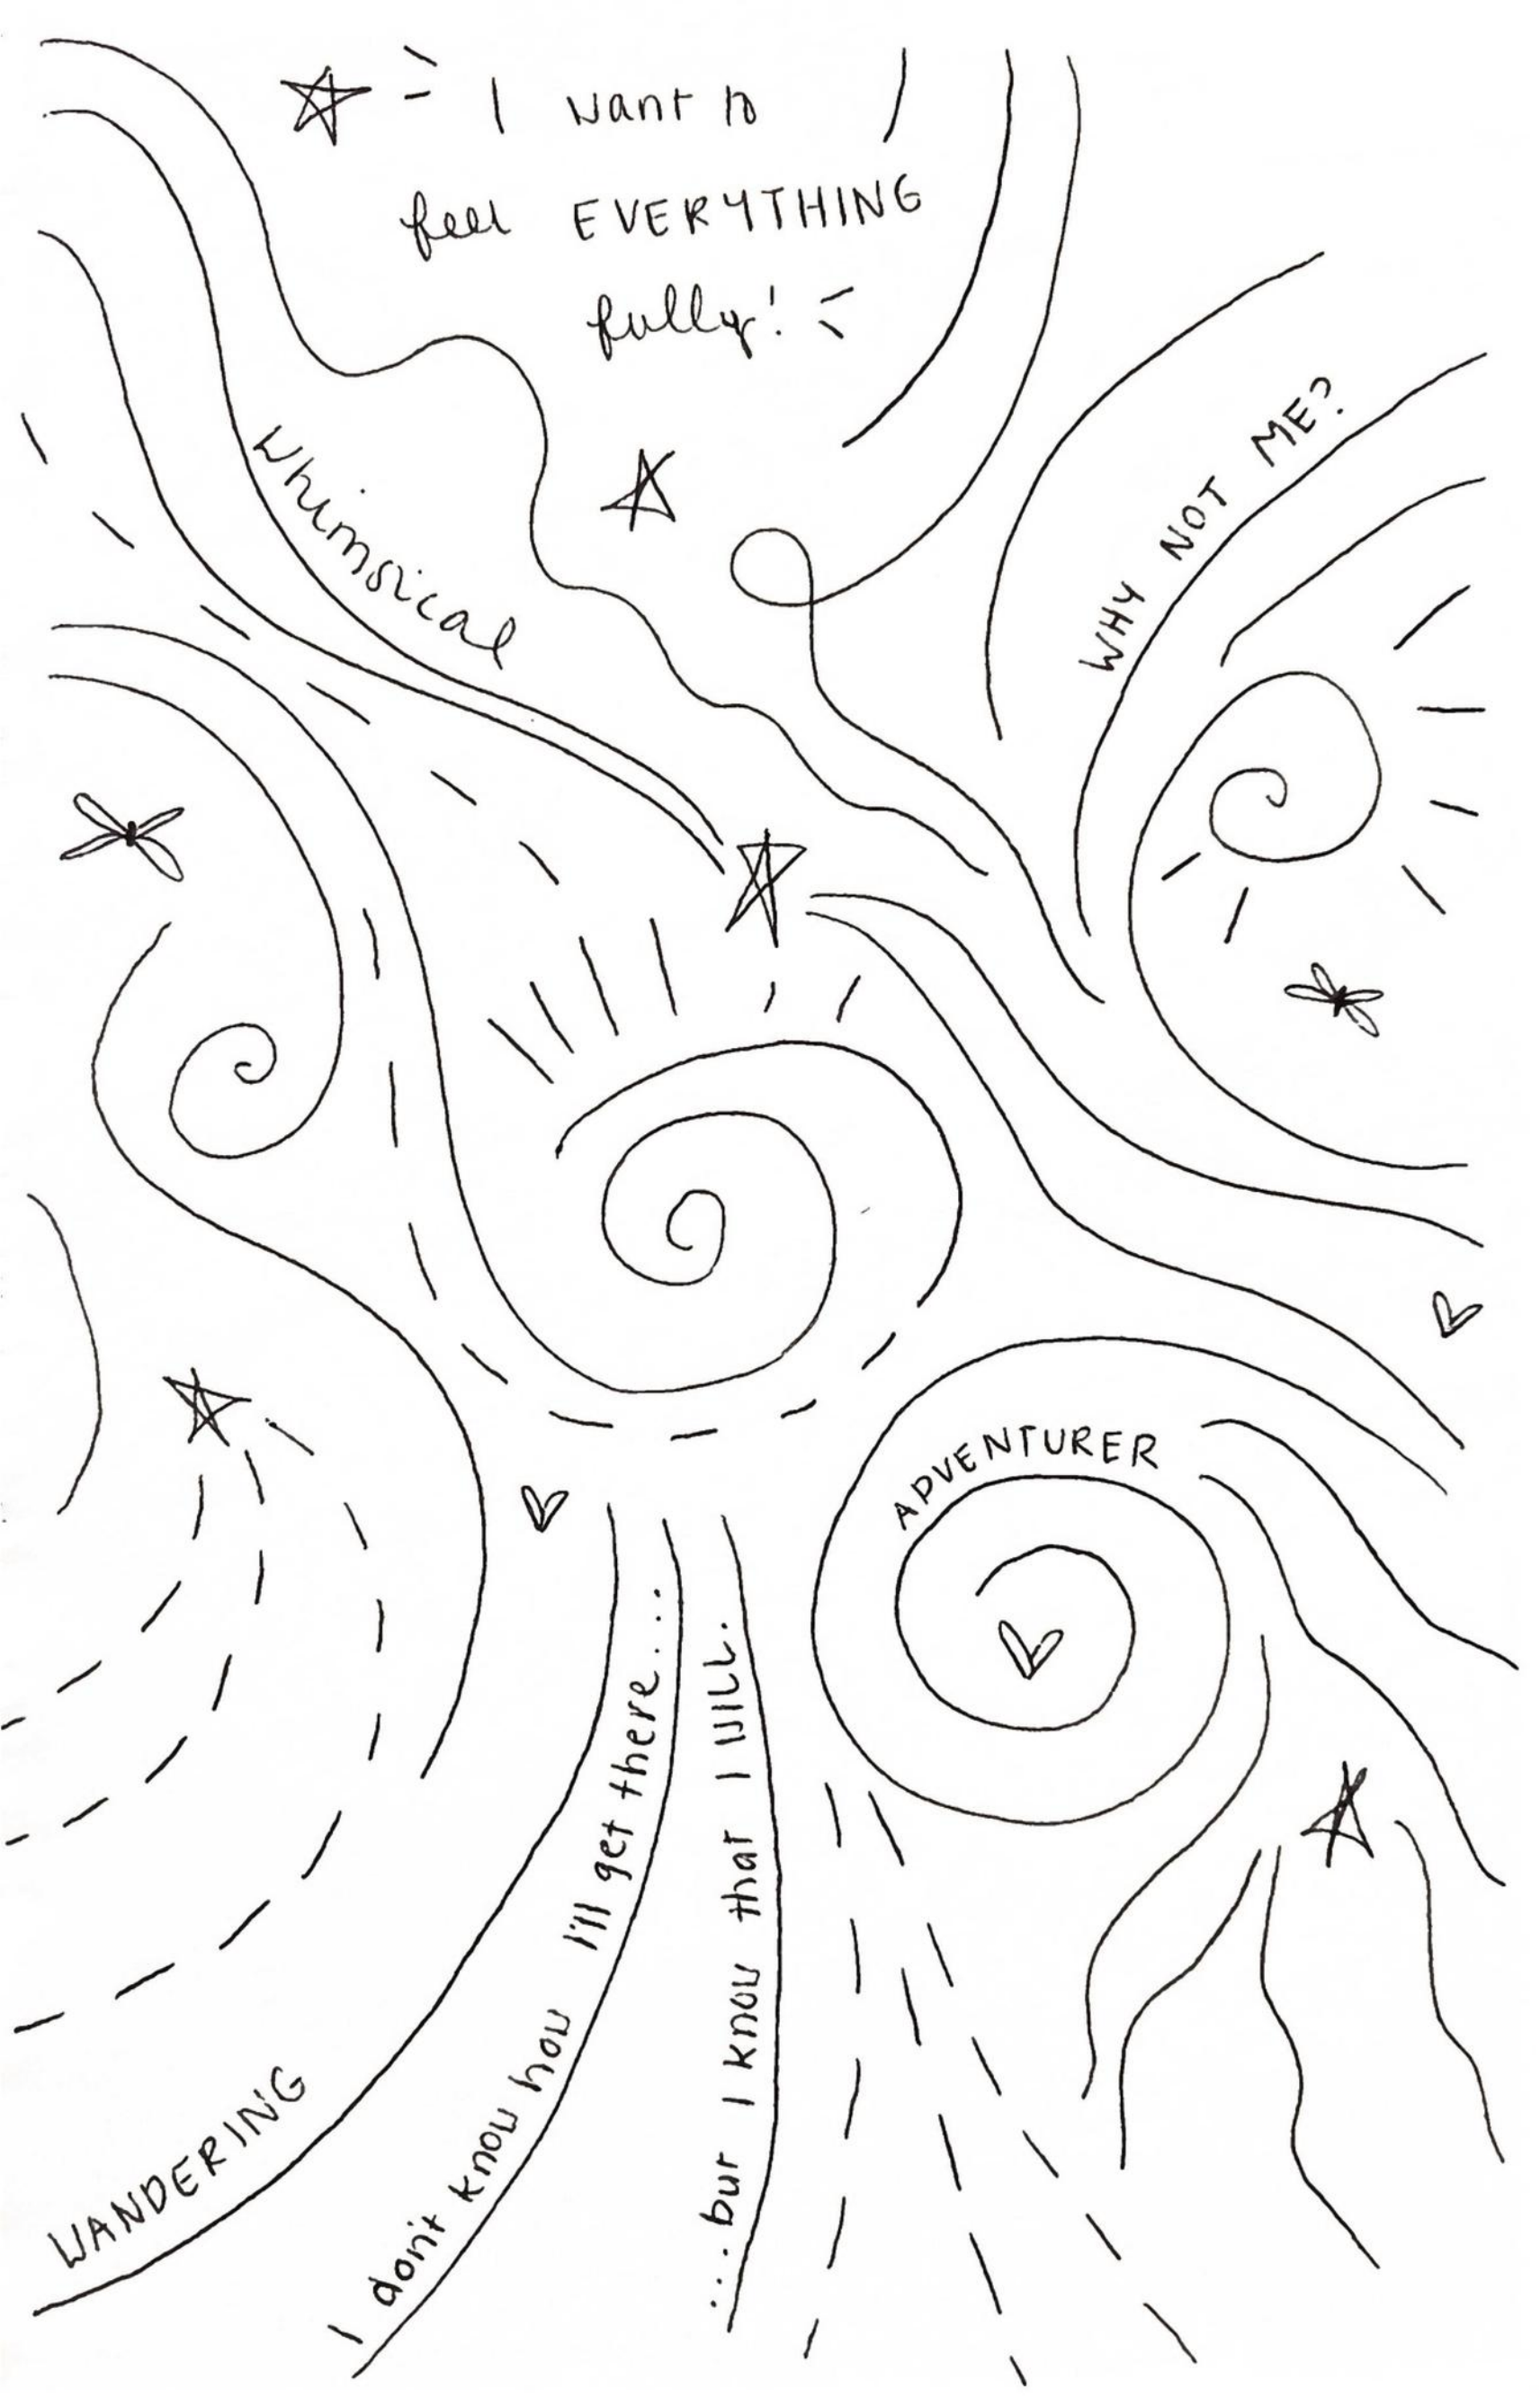 I want to
feel EVERYTHING
fully!
whimsical
WHY NOT ME?
ADVENTURER
WANDERING
I don't know how I'll get there...
...but I know that I WILL.